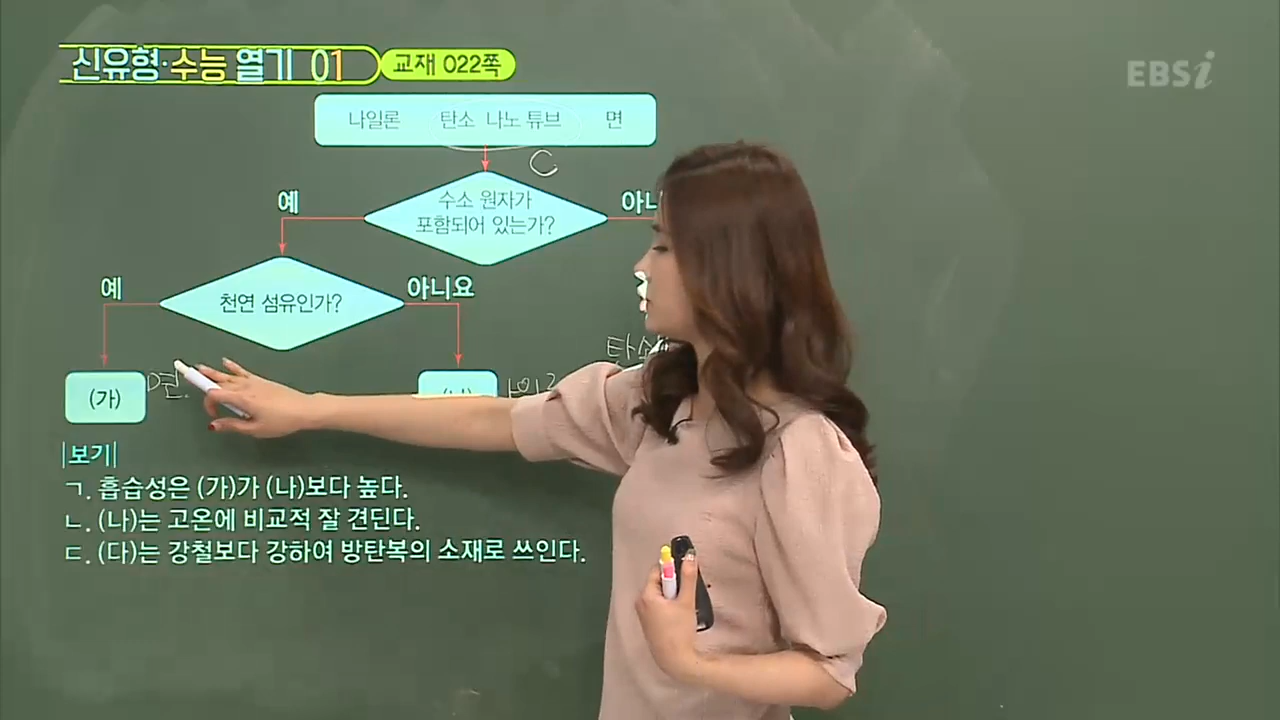 신유형·수능 열기 01 교재 022쪽
EBSi
나일론 탄소 나노 튜브 면
C
수소 원자가
포함되어 있는가?
예
천연 섬유인가?
예
아니요
탄소
(가) 면
|보기|
ㄱ. 흡습성은 (가)가 (나)보다 높다.
ㄴ. (나)는 고온에 비교적 잘 견딘다.
ㄷ. (다)는 강철보다 강하여 방탄복의 소재로 쓰인다.